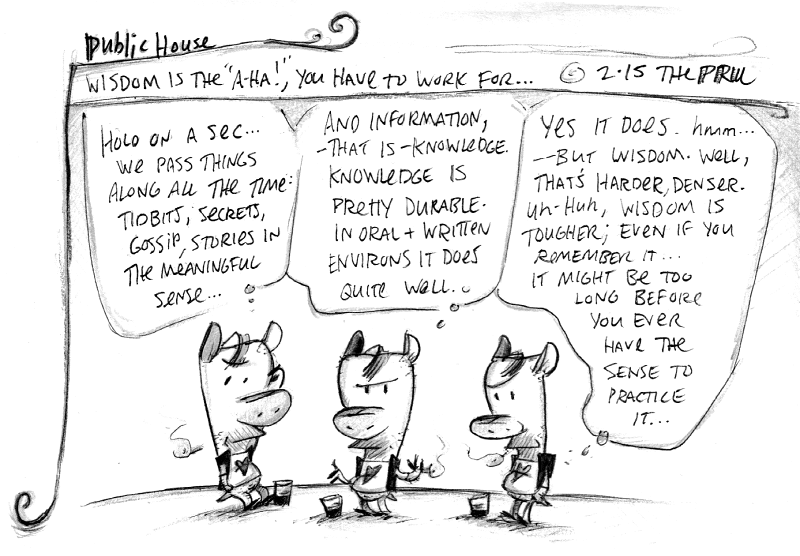 Public House
WISDOM IS THE "A-HA!", YOU HAVE TO WORK FOR... © 2.15 THE PRU
HOLD ON A SEC...
WE PASS THINGS
ALONG ALL THE TIME:
TIDBITS, SECRETS,
GOSSIP, STORIES IN
THE MEANINGFUL
SENSE...
AND INFORMATION,
-THAT IS-KNOWLEDGE.
KNOWLEDGE IS
PRETTY DURABLE.
IN ORAL + WRITTEN
ENVIRONS IT DOES
QUITE WELL...
YES IT DOES. hmm...
--BUT WISDOM. WELL,
THAT'S HARDER, DENSER.
UH-HUH, WISDOM IS
TOUGHER; EVEN IF YOU
REMEMBER IT...
IT MIGHT BE TOO
LONG BEFORE
YOU EVER
HAVE THE
SENSE TO
PRACTICE
IT...